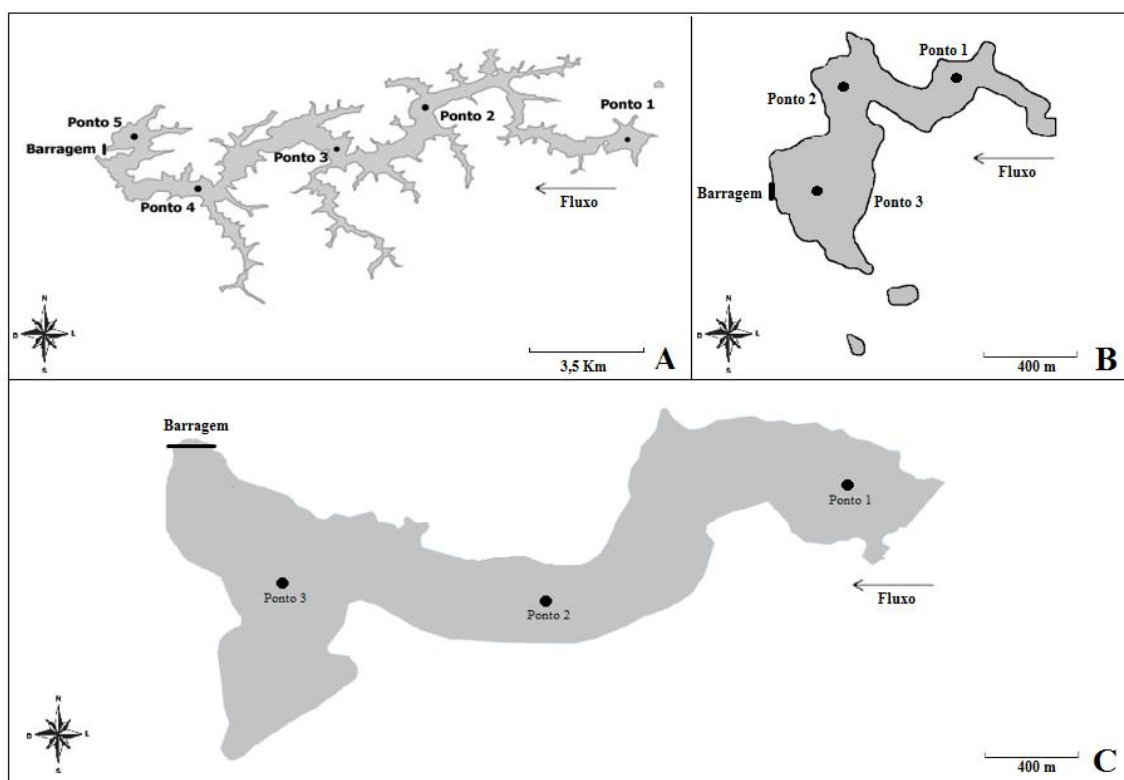 Ponto 1
Ponto 2
Ponto 5
Barragem
Ponto 3
Ponto 4
Fluxo
N
D
L
S
3,5 Km
A
Ponto 1
Ponto 2
Fluxo
Barragem
Ponto 3
N
D
L
S
400 m
B
Barragem
Ponto 1
Fluxo
Ponto 3
Ponto 2
N
D
L
S
400 m
C